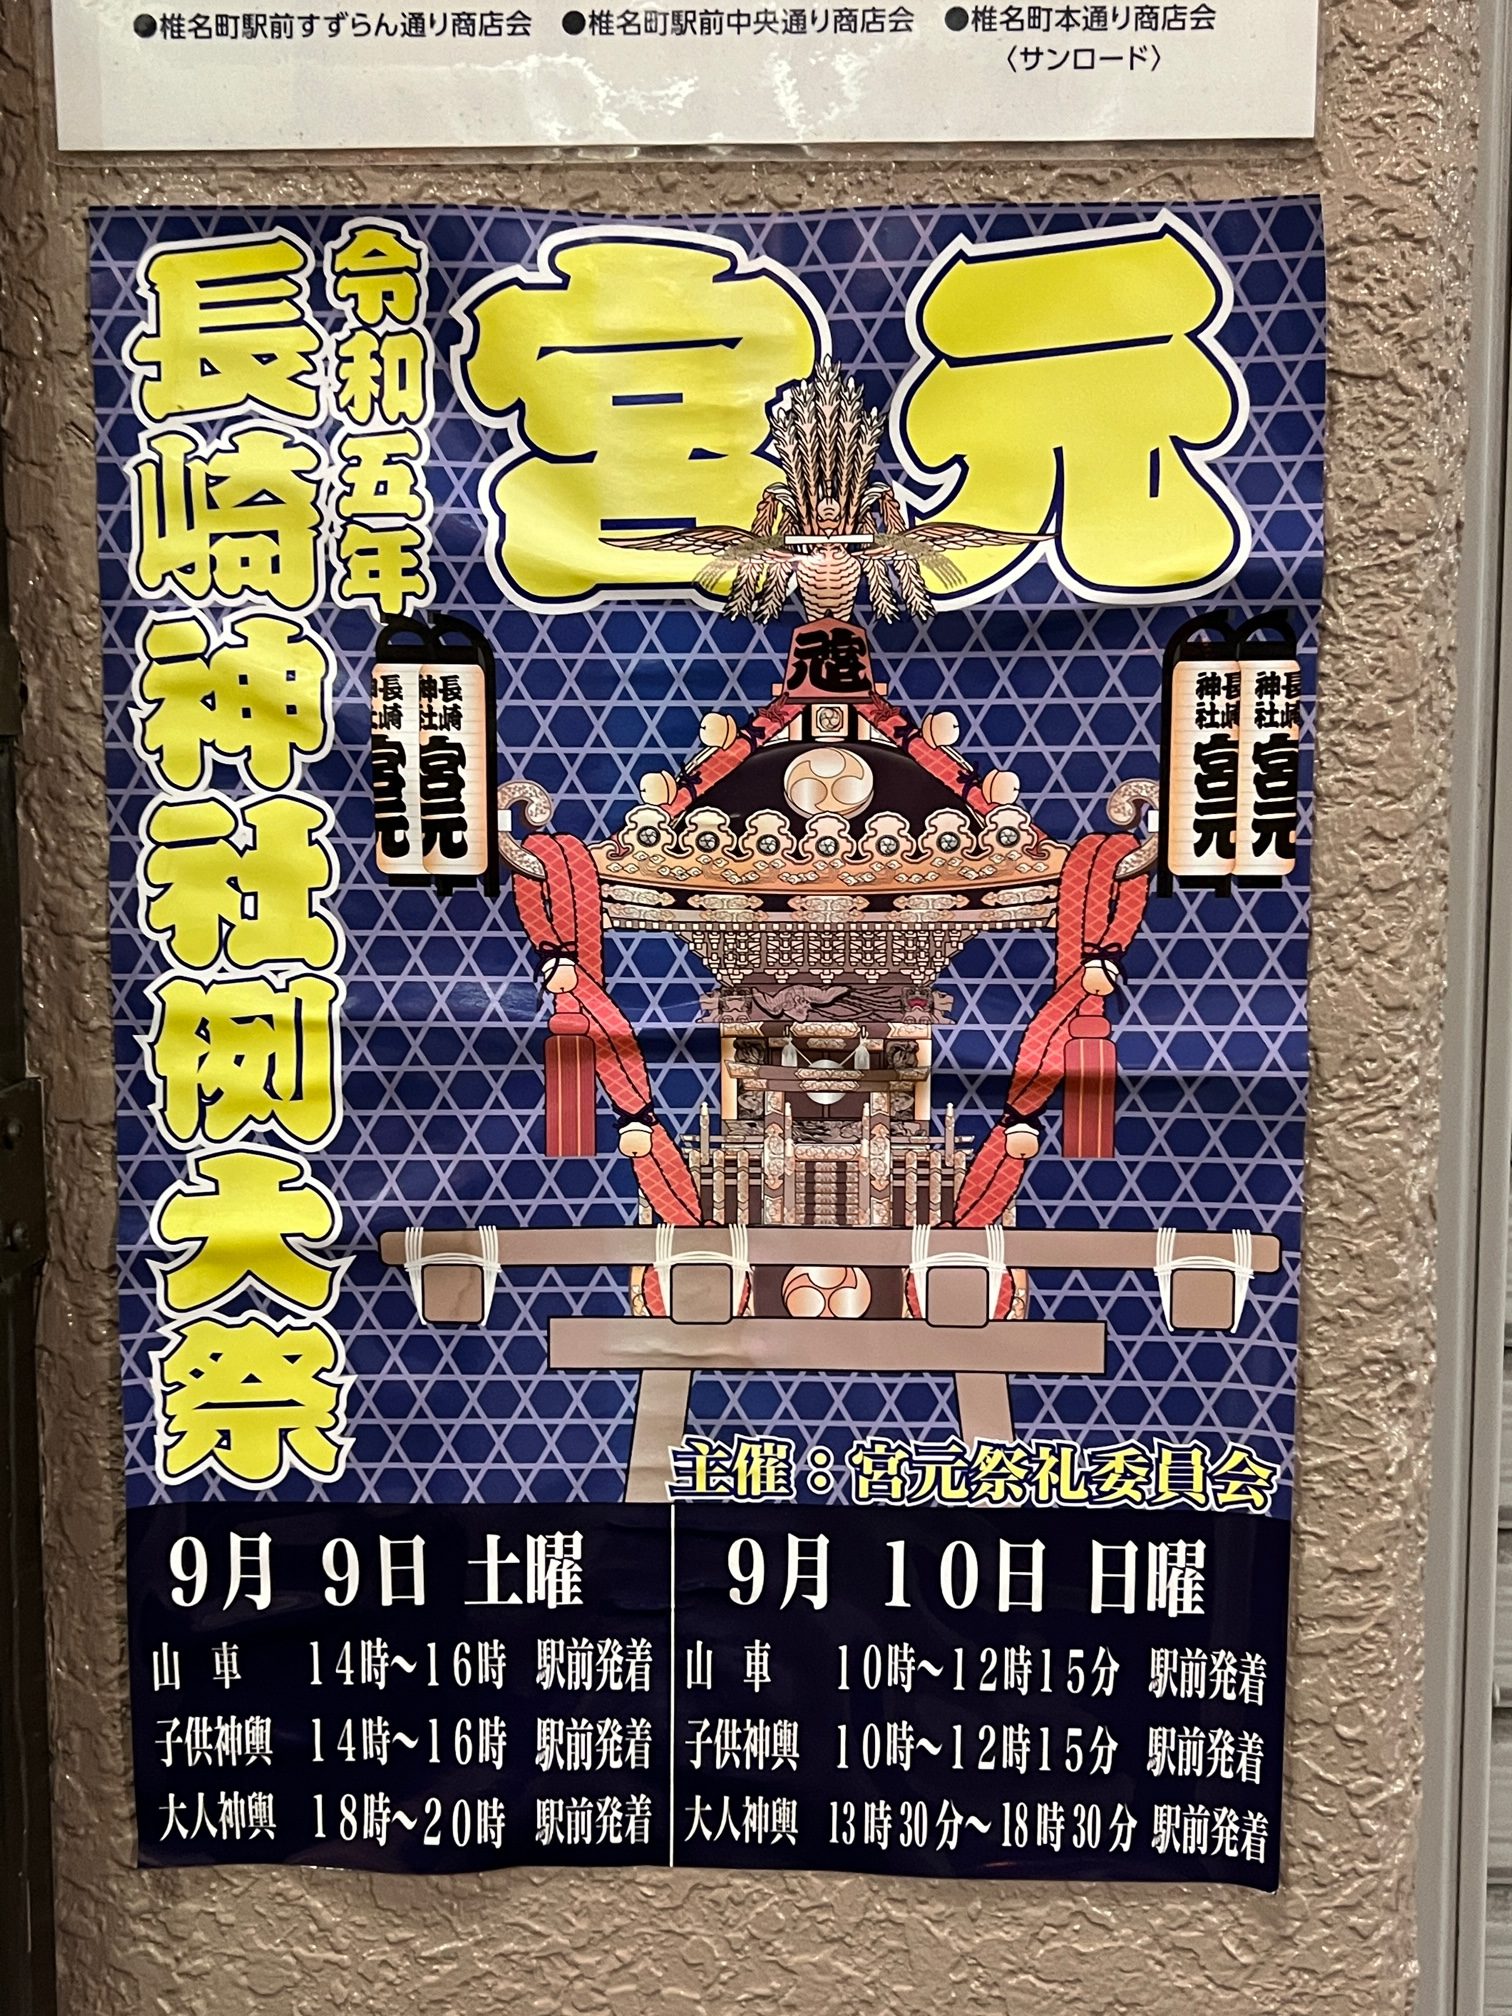 ●椎名町駅前すずらん通り商店会 ●椎名町駅前中央通り商店会 ●椎名町本通り商店会
〈サンロード〉
宮元
令和五年
長崎神社例大祭
宮元
長崎神社 宮元
長崎神社 宮元
長崎神社 宮元
長崎神社 宮元
主催：宮元祭礼委員会
9月 9日 土曜
山車 14時～16時 駅前発着
子供神輿 14時～16時 駅前発着
大人神輿 18時～20時 駅前発着
9月 10日 日曜
山車 10時～12時15分 駅前発着
子供神輿 10時～12時15分 駅前発着
大人神輿 13時30分～18時30分 駅前発着